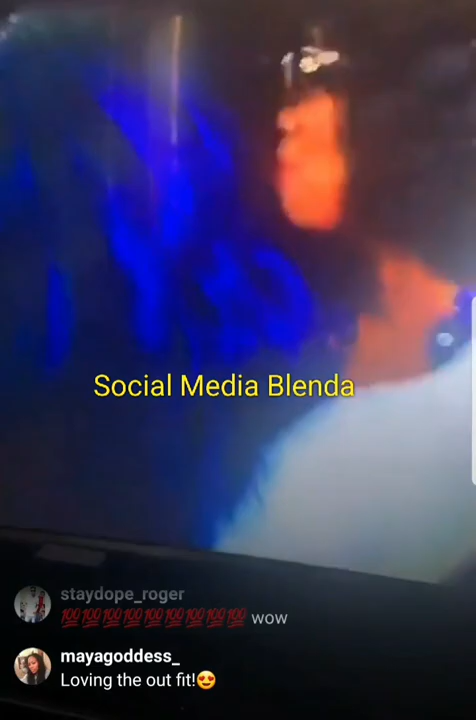 Social Media Blenda
staydope_roger
💯💯💯💯💯💯💯💯💯 wow
mayagoddess_
Loving the out fit!😍